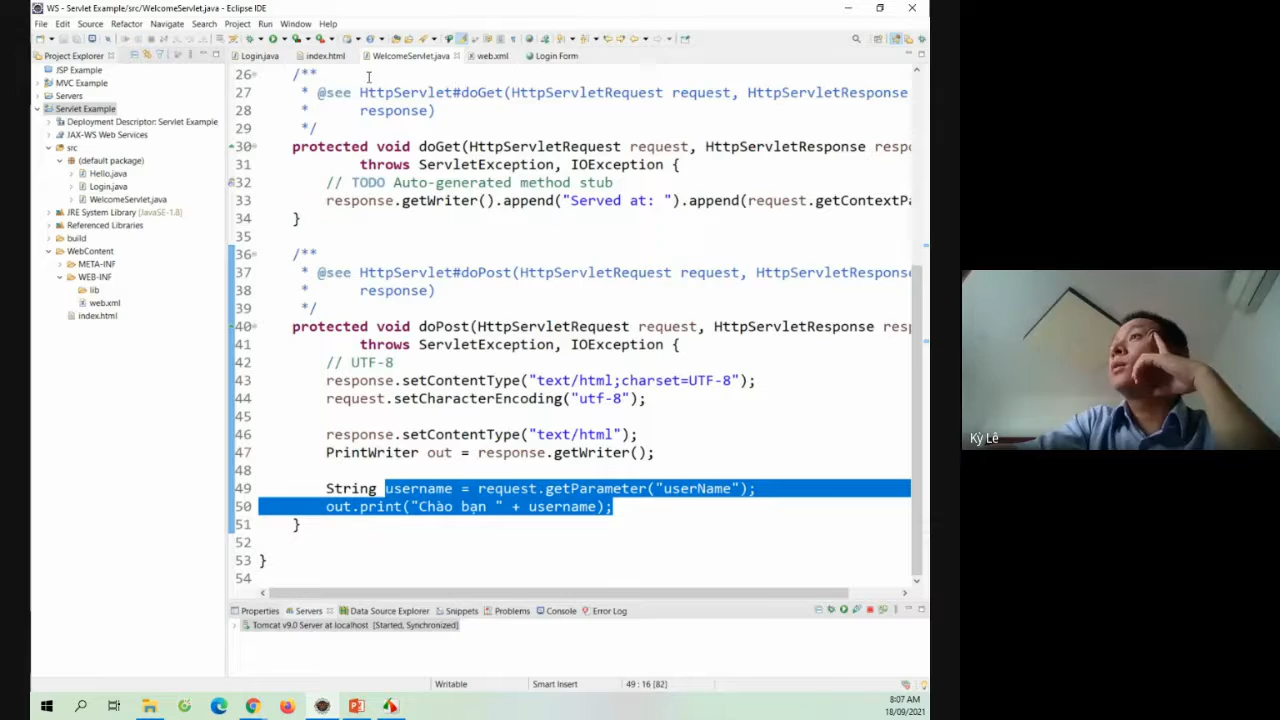 WS - Servlet Example/src/WelcomeServlet.java - Eclipse IDE
File Edit Source Refactor Navigate Search Project Run Window Help
Project Explorer
Login.java index.html WelcomeServlet.java web.xml Login Form
JSP Example
MVC Example
Servers
Servlet Example
Deployment Descriptor: Servlet Example
JAX-WS Web Services
src
(default package)
Hello.java
Login.java
WelcomeServlet.java
JRE System Library [JavaSE-1.8]
Referenced Libraries
build
WebContent
META-INF
WEB-INF
lib
web.xml
index.html
26 /**
27 * @see HttpServlet#doGet(HttpServletRequest request, HttpServletResponse
28 * response)
29 */
30 protected void doGet(HttpServletRequest request, HttpServletResponse resp
31 throws ServletException, IOException {
32 // TODO Auto-generated method stub
33 response.getWriter().append("Served at: ").append(request.getContextPa
34 }
35
36 /**
37 * @see HttpServlet#doPost(HttpServletRequest request, HttpServletResponse
38 * response)
39 */
40 protected void doPost(HttpServletRequest request, HttpServletResponse resp
41 throws ServletException, IOException {
42 // UTF-8
43 response.setContentType("text/html;charset=UTF-8");
44 request.setCharacterEncoding("utf-8");
45
46 response.setContentType("text/html");
47 PrintWriter out = response.getWriter();
48
49 String username = request.getParameter("userName");
50 out.print("Chào bạn " + username);
51 }
52
53 }
54
Properties Servers Data Source Explorer Snippets Problems Console Error Log
Tomcat v9.0 Server at localhost [Started, Synchronized]
Writable Smart Insert 49 : 16 [82]
8:07 AM
18/09/2021
Kỳ Lê